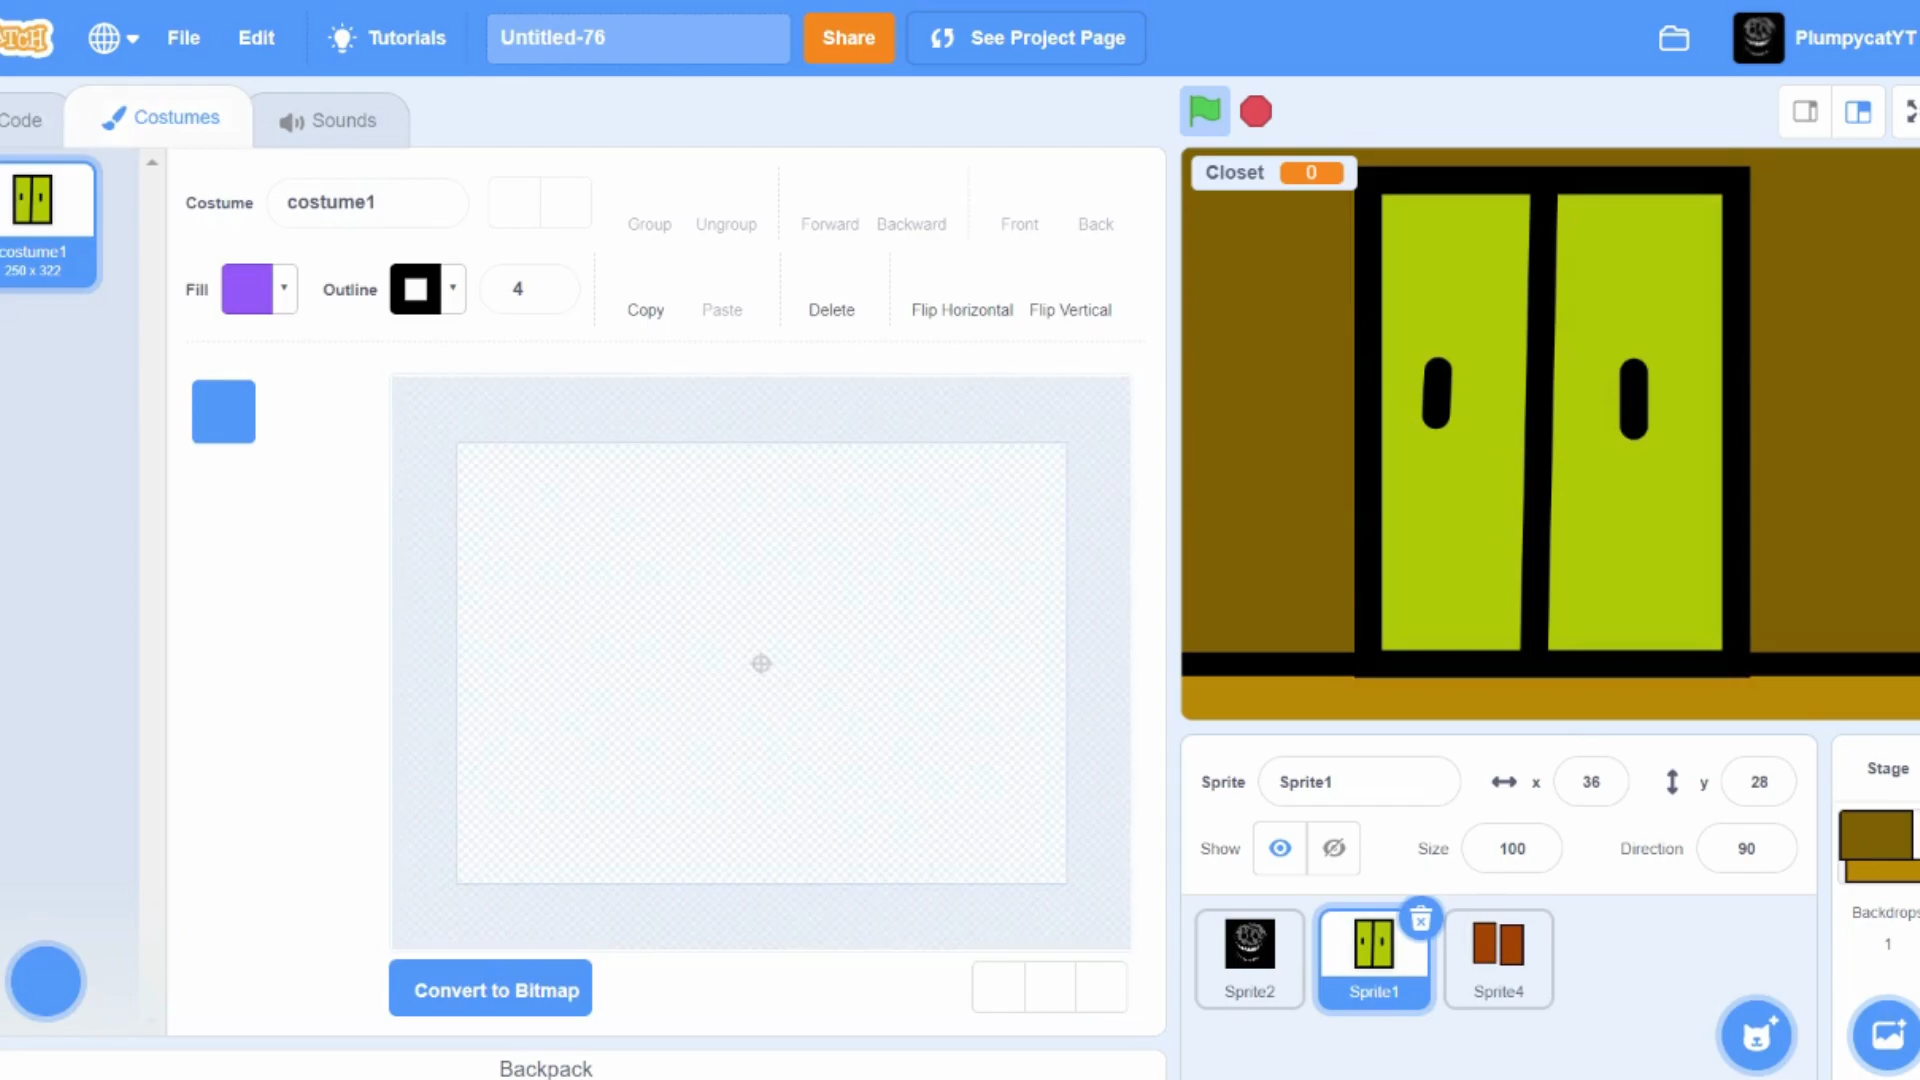 ATCH
File
Edit
Tutorials
Untitled-76
Share
See Project Page
PlumpycatYT
Code
Costumes
Sounds
costume1
250 x 322
Costume
costume1
Group
Ungroup
Forward
Backward
Front
Back
Fill
Outline
4
Copy
Paste
Delete
Flip Horizontal
Flip Vertical
Convert to Bitmap
Backpack
Closet 0
Sprite
Sprite1
x
36
y
28
Show
Size
100
Direction
90
Sprite2
Sprite1
Sprite4
Stage
Backdrops
1